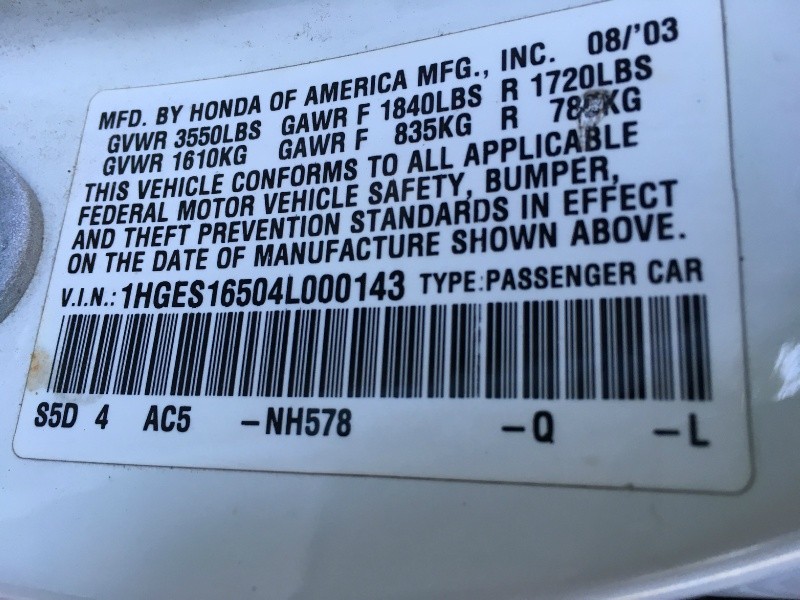 MFD. BY HONDA OF AMERICA MFG., INC. 08/'03
GVWR 3550LBS GAWR F 1840LBS R 1720LBS
GVWR 1610KG GAWR F 835KG R
THIS VEHICLE CONFORMS TO ALL APPLICABLE
FEDERAL MOTOR VEHICLE SAFETY, BUMPER,
AND THEFT PREVENTION STANDARDS IN EFFECT
ON THE DATE OF MANUFACTURE SHOWN ABOVE.
V.I.N.: 1HGES16504L000143 TYPE:PASSENGER CAR
S5D 4 AC5 -NH578 -Q -L